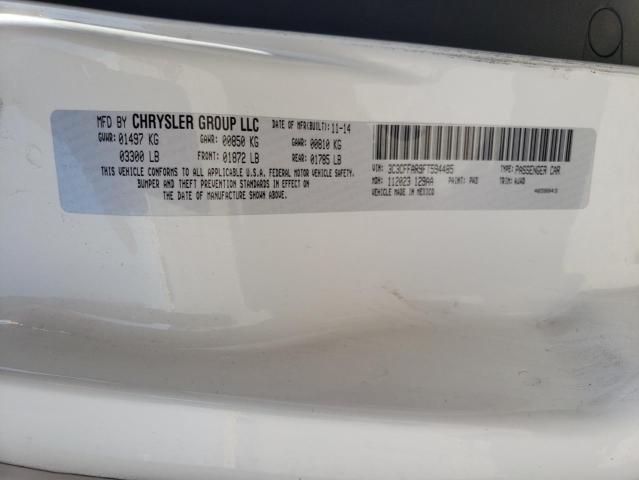 MFD BY CHRYSLER GROUP LLC DATE OF MFR(BUILT): 11-14
GVWR: 01497 KG GAWR: 00850 KG GAWR: 00810 KG
03300 LB FRONT: 01872 LB REAR: 01785 LB
THIS VEHICLE CONFORMS TO ALL APPLICABLE U.S.A. FEDERAL MOTOR VEHICLE SAFETY,
BUMPER AND THEFT PREVENTION STANDARDS IN EFFECT ON
THE DATE OF MANUFACTURE SHOWN ABOVE.
VIN: 3C3CFFAR9FT594485 TYPE: PASSENGER CAR
MDH: 112023 129AA PAINT: PWD TRIM: AUAD
VEHICLE MADE IN MEXICO